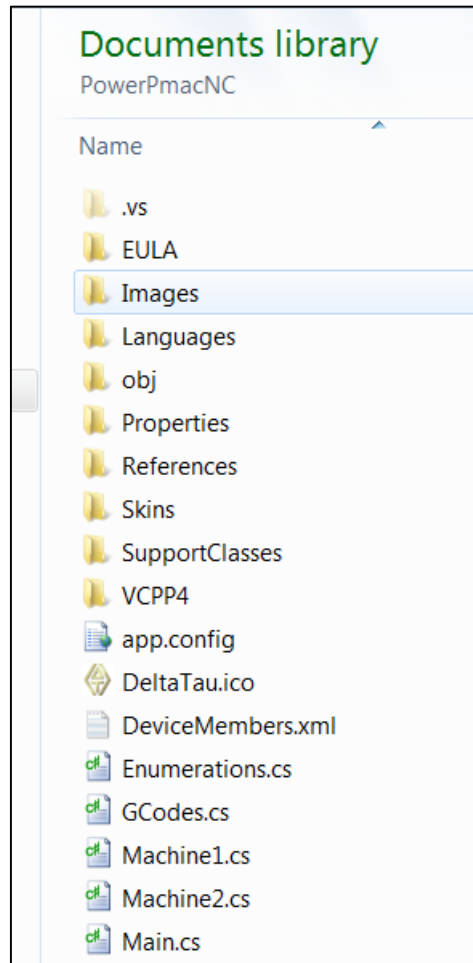 Documents library
PowerPmacNC
Name
.vs
EULA
Images
Languages
obj
Properties
References
Skins
SupportClasses
VCPP4
app.config
DeltaTau.ico
DeviceMembers.xml
Enumerations.cs
GCodes.cs
Machine1.cs
Machine2.cs
Main.cs